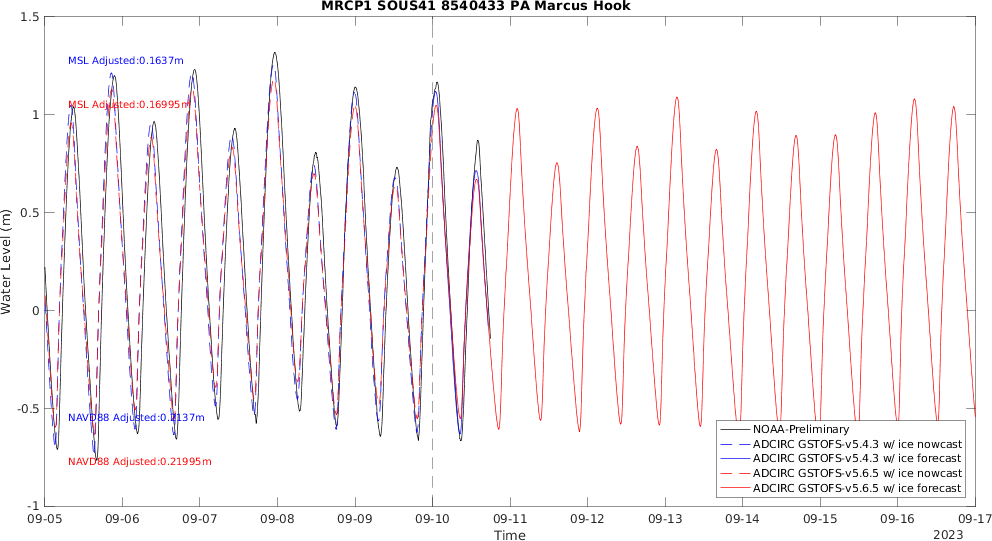 MRCP1 SOUS41 8540433 PA Marcus Hook
1.5
1
0.5
0
-0.5
-1
Water Level (m)
MSL Adjusted:0.1637m
MSL Adjusted:0.16995m
NAVD88 Adjusted:0.2137m
NAVD88 Adjusted:0.21995m
NOAA-Preliminary
ADCIRC GSTOFS-v5.4.3 w/ ice nowcast
ADCIRC GSTOFS-v5.4.3 w/ ice forecast
ADCIRC GSTOFS-v5.6.5 w/ ice nowcast
ADCIRC GSTOFS-v5.6.5 w/ ice forecast
09-05 09-06 09-07 09-08 09-09 09-10 09-11 09-12 09-13 09-14 09-15 09-16 09-17
Time
2023